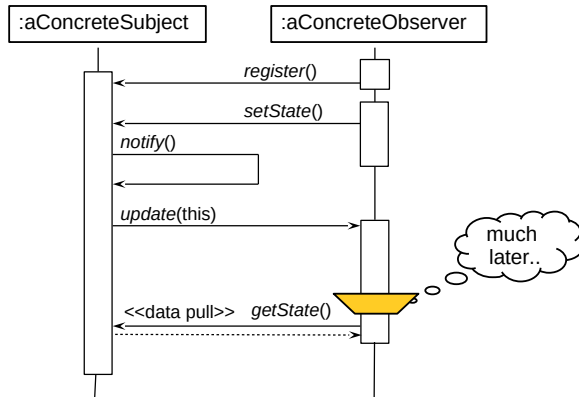 :aConcreteSubject :aConcreteObserver
register()
setState()
notify()
update(this)
much
later..
<<data pull>> getState()